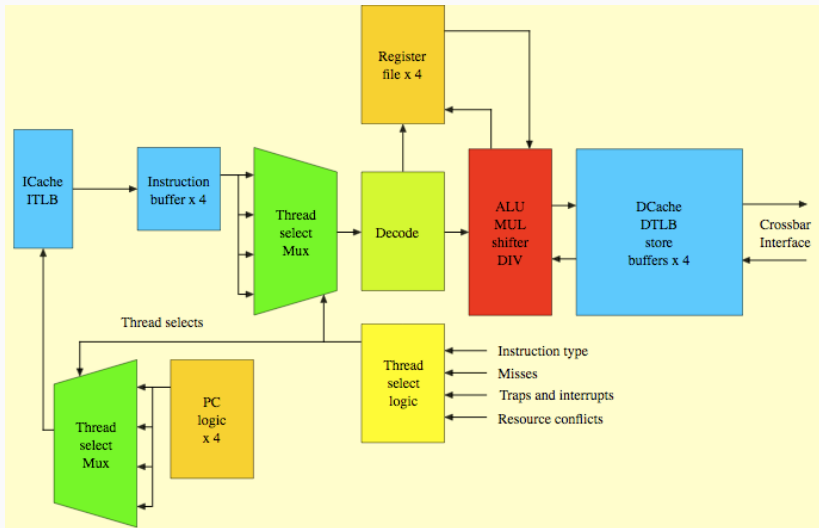 Register
file x 4
ICache
ITLB
Instruction
buffer x 4
Thread
select
Mux
Decode
ALU
MUL
shifter
DIV
DCache
DTLB
store
buffers x 4
Crossbar
Interface
Thread selects
Thread
select
logic
Instruction type
Misses
Traps and interrupts
Resource conflicts
Thread
select
Mux
PC
logic
x 4